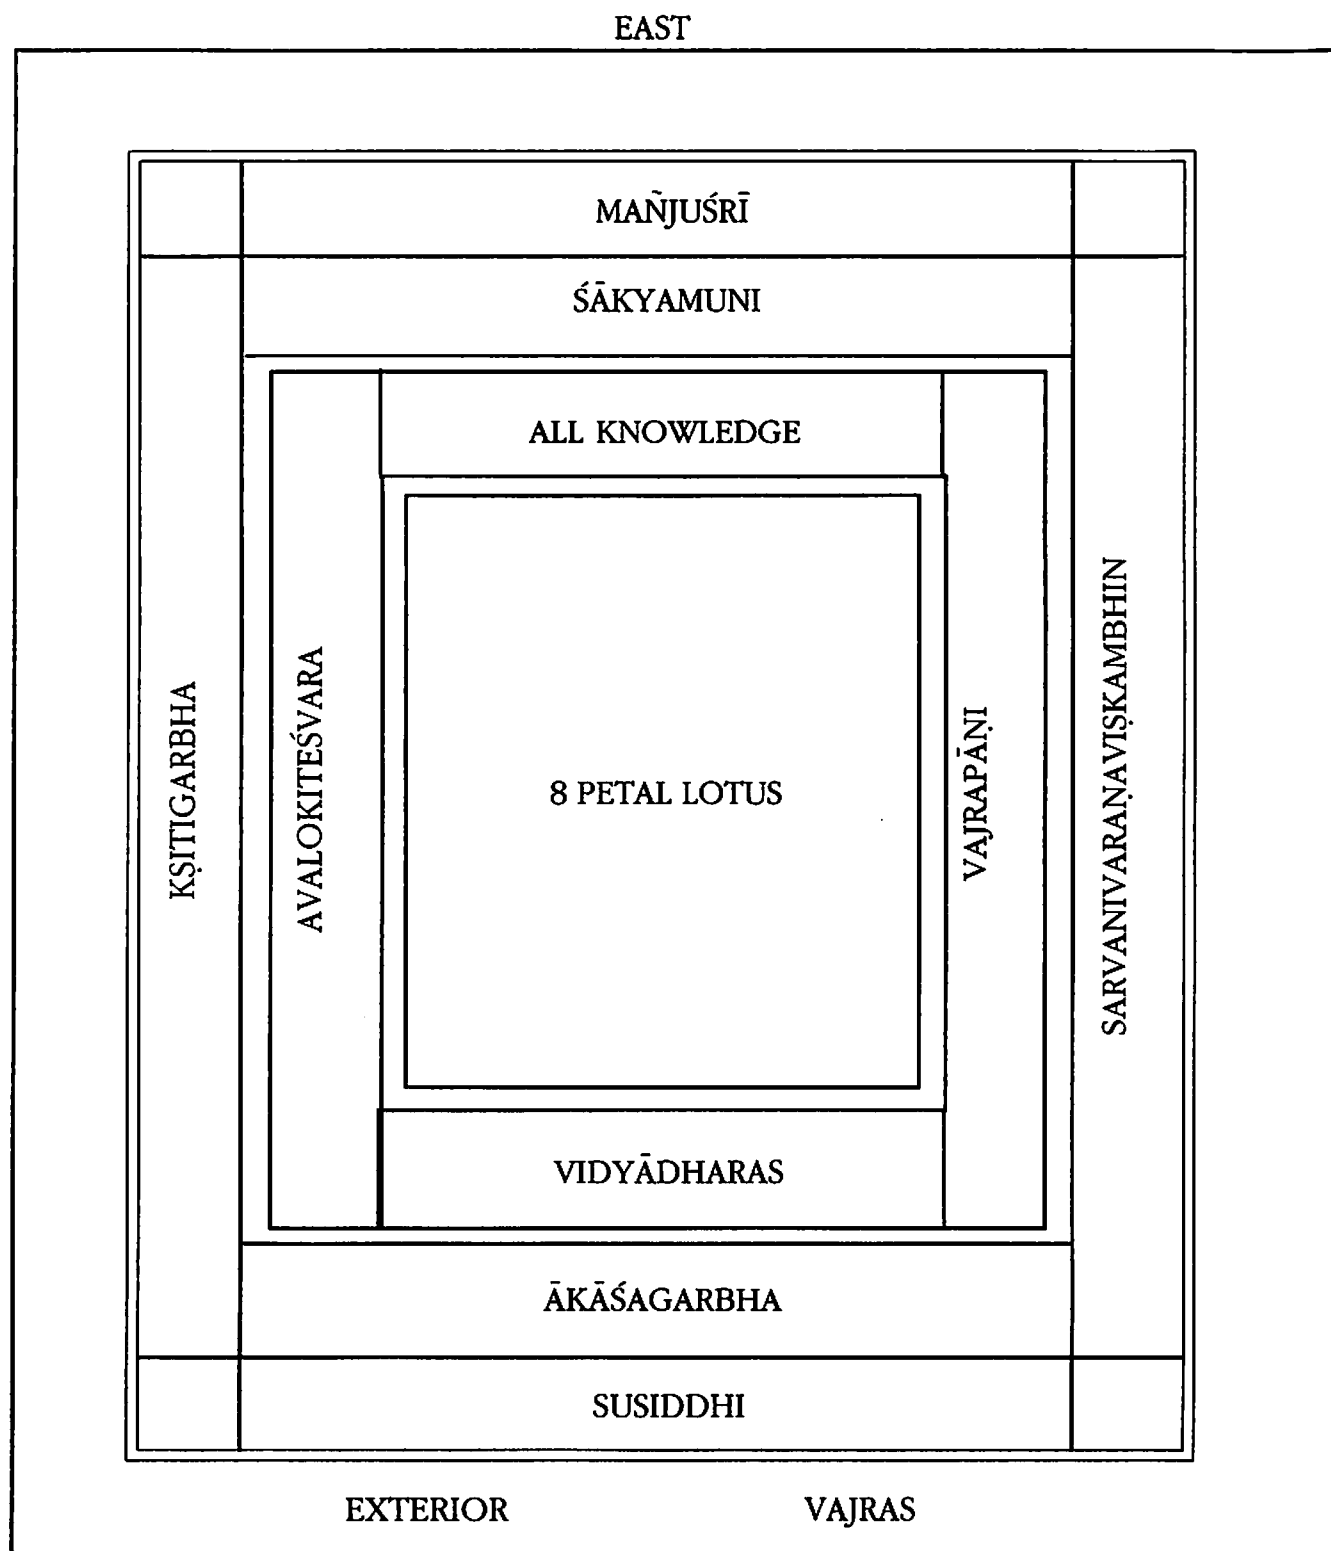 EAST
MAÑJUŚRĪ
ŚĀKYAMUNI
ALL KNOWLEDGE
KṢITIGARBHA
AVALOKITEŚVARA
8 PETAL LOTUS
VAJRAPĀṆI
SARVANIVARAṆAVIṢKAMBHIN
VIDYĀDHARAS
ĀKĀŚAGARBHA
SUSIDDHI
EXTERIOR VAJRAS